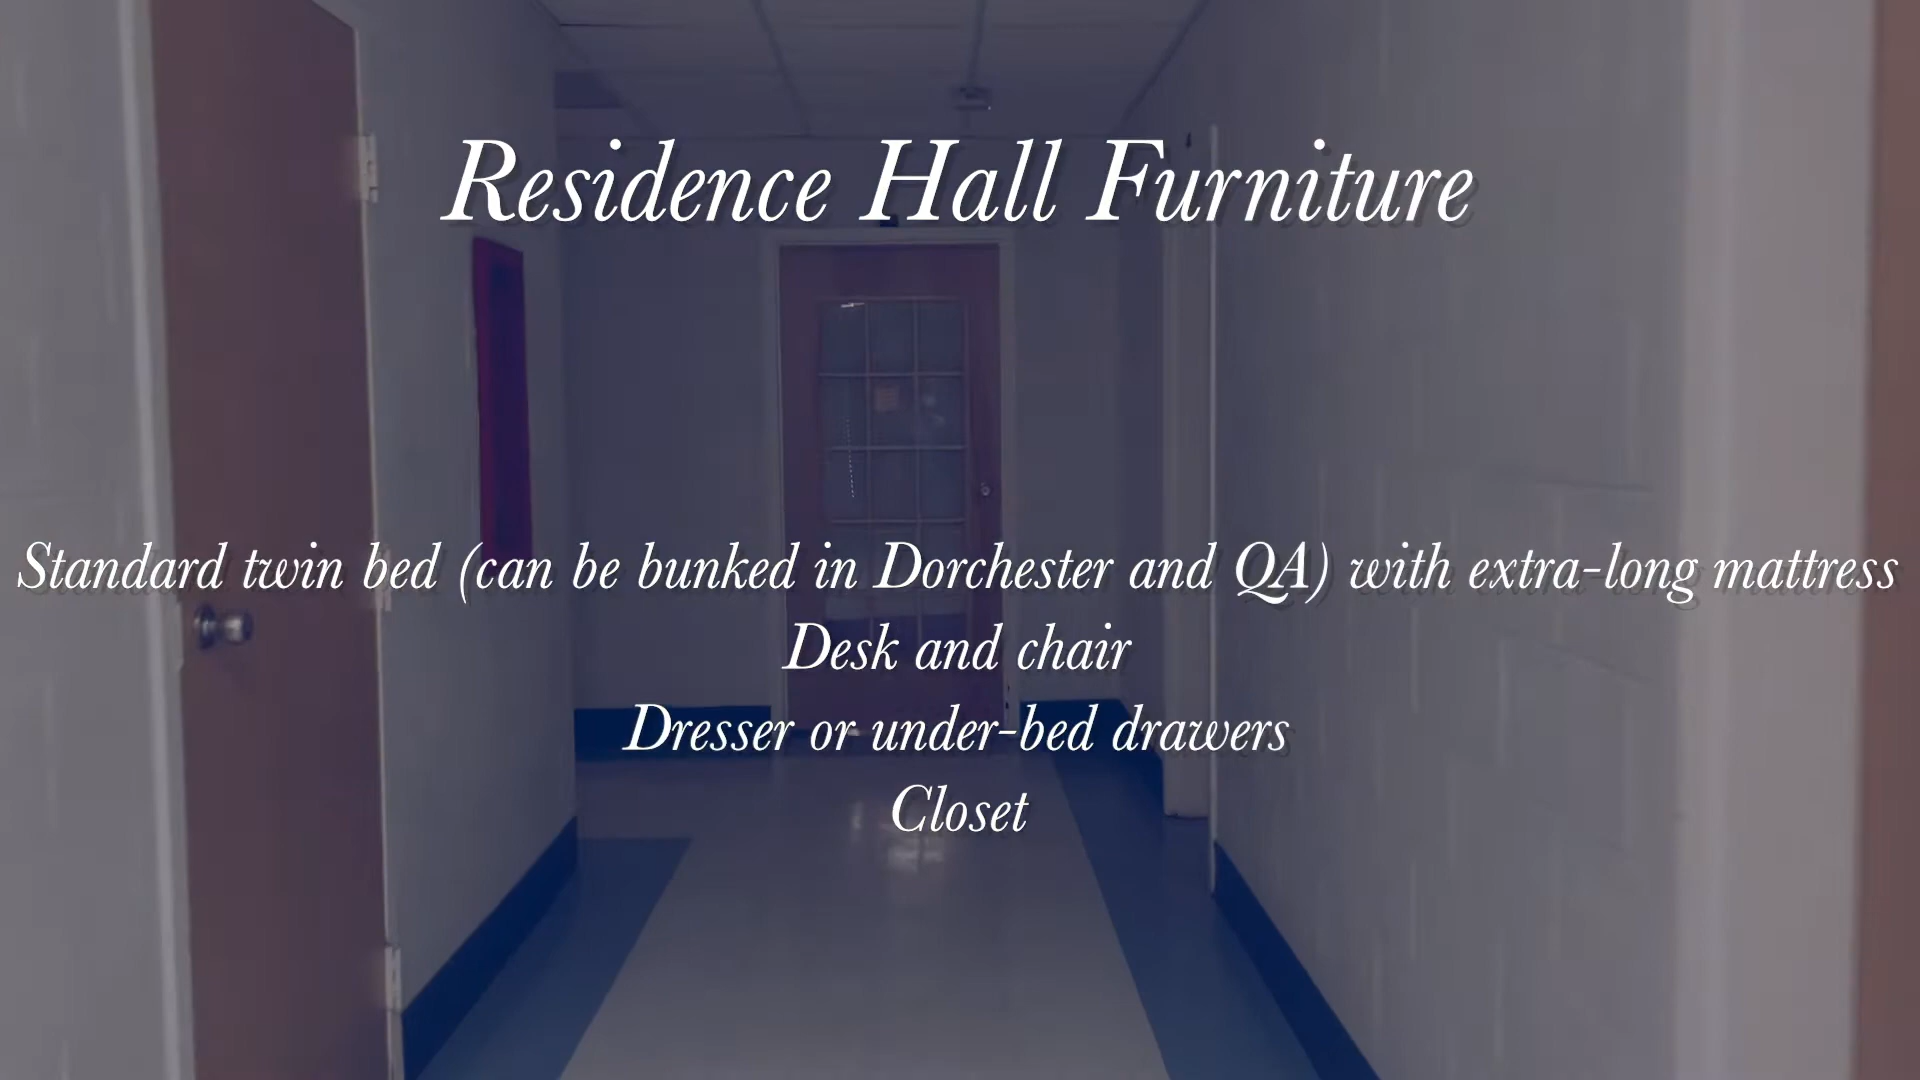 Residence Hall Furniture
Standard twin bed (can be bunked in Dorchester and QA) with extra-long mattress
Desk and chair
Dresser or under-bed drawers
Closet